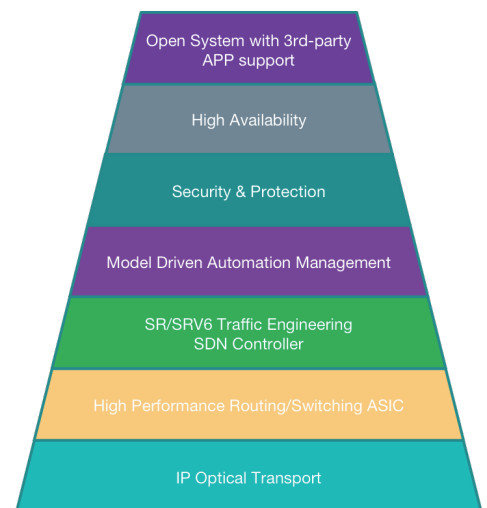 Open System with 3rd-party
APP support
High Availability
Security & Protection
Model Driven Automation Management
SR/SRV6 Traffic Engineering
SDN Controller
High Performance Routing/Switching ASIC
IP Optical Transport